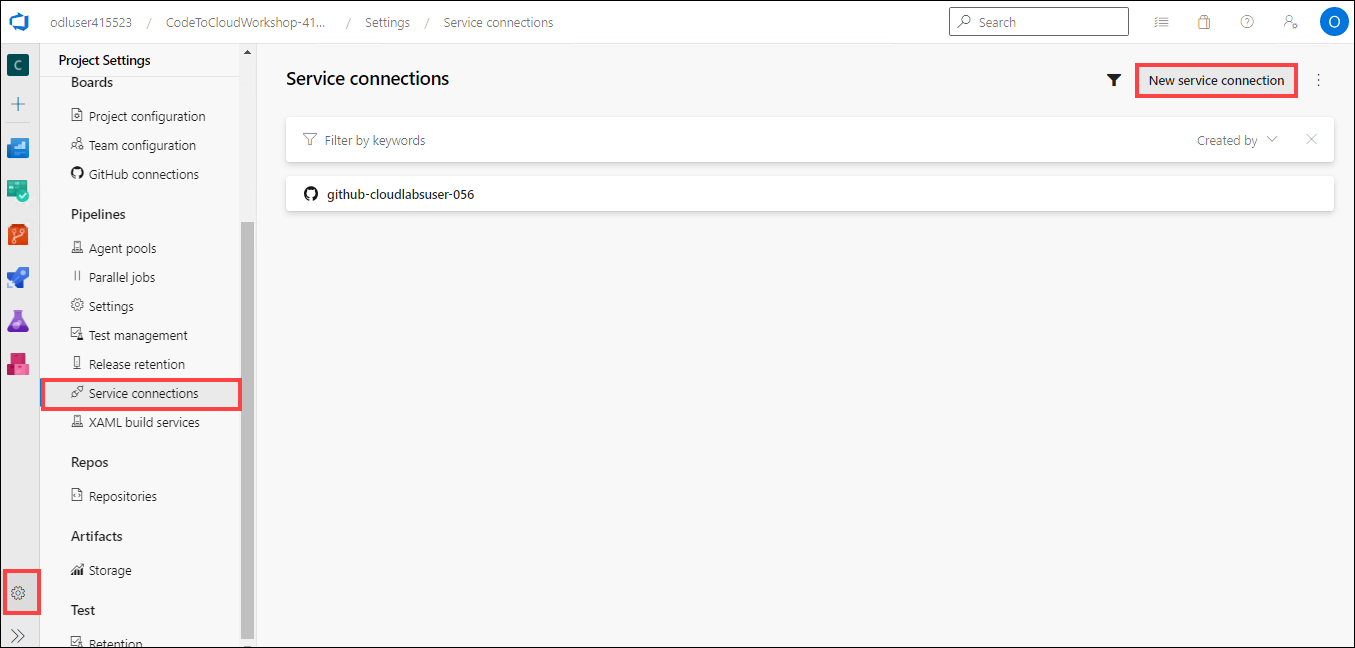 odluser415523 / CodeToCloudWorkshop-41... / Settings / Service connections
Search
O
C
Project Settings
Boards
Project configuration
Team configuration
GitHub connections
Pipelines
Agent pools
Parallel jobs
Settings
Test management
Release retention
Service connections
XAML build services
Repos
Repositories
Artifacts
Storage
Test
Retention
Service connections
New service connection
Filter by keywords
Created by
github-cloudlabsuser-056